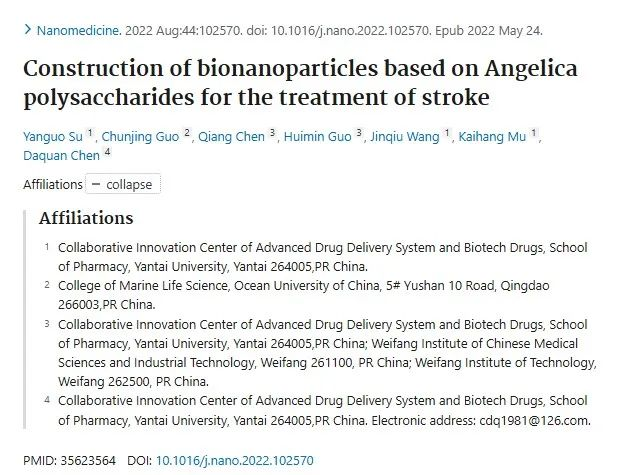 Nanomedicine. 2022 Aug:44:102570. doi: 10.1016/j.nano.2022.102570. Epub 2022 May 24.
Construction of bionanoparticles based on Angelica
polysaccharides for the treatment of stroke
Yanguo Su 1, Chunjing Guo 2, Qiang Chen 3, Huimin Guo 3, Jinqiu Wang 1, Kaihang Mu 1,
Daquan Chen 4
Affiliations − collapse
Affiliations
1 Collaborative Innovation Center of Advanced Drug Delivery System and Biotech Drugs, School
of Pharmacy, Yantai University, Yantai 264005,PR China.
2 College of Marine Life Science, Ocean University of China, 5# Yushan 10 Road, Qingdao
266003,PR China.
3 Collaborative Innovation Center of Advanced Drug Delivery System and Biotech Drugs, School
of Pharmacy, Yantai University, Yantai 264005,PR China; Weifang Institute of Chinese Medical
Sciences and Industrial Technology, Weifang 261100, PR China; Weifang Institute of Technology,
Weifang 262500, PR China.
4 Collaborative Innovation Center of Advanced Drug Delivery System and Biotech Drugs, School
of Pharmacy, Yantai University, Yantai 264005,PR China. Electronic address: cdq1981@126.com.
PMID: 35623564 DOI: 10.1016/j.nano.2022.102570